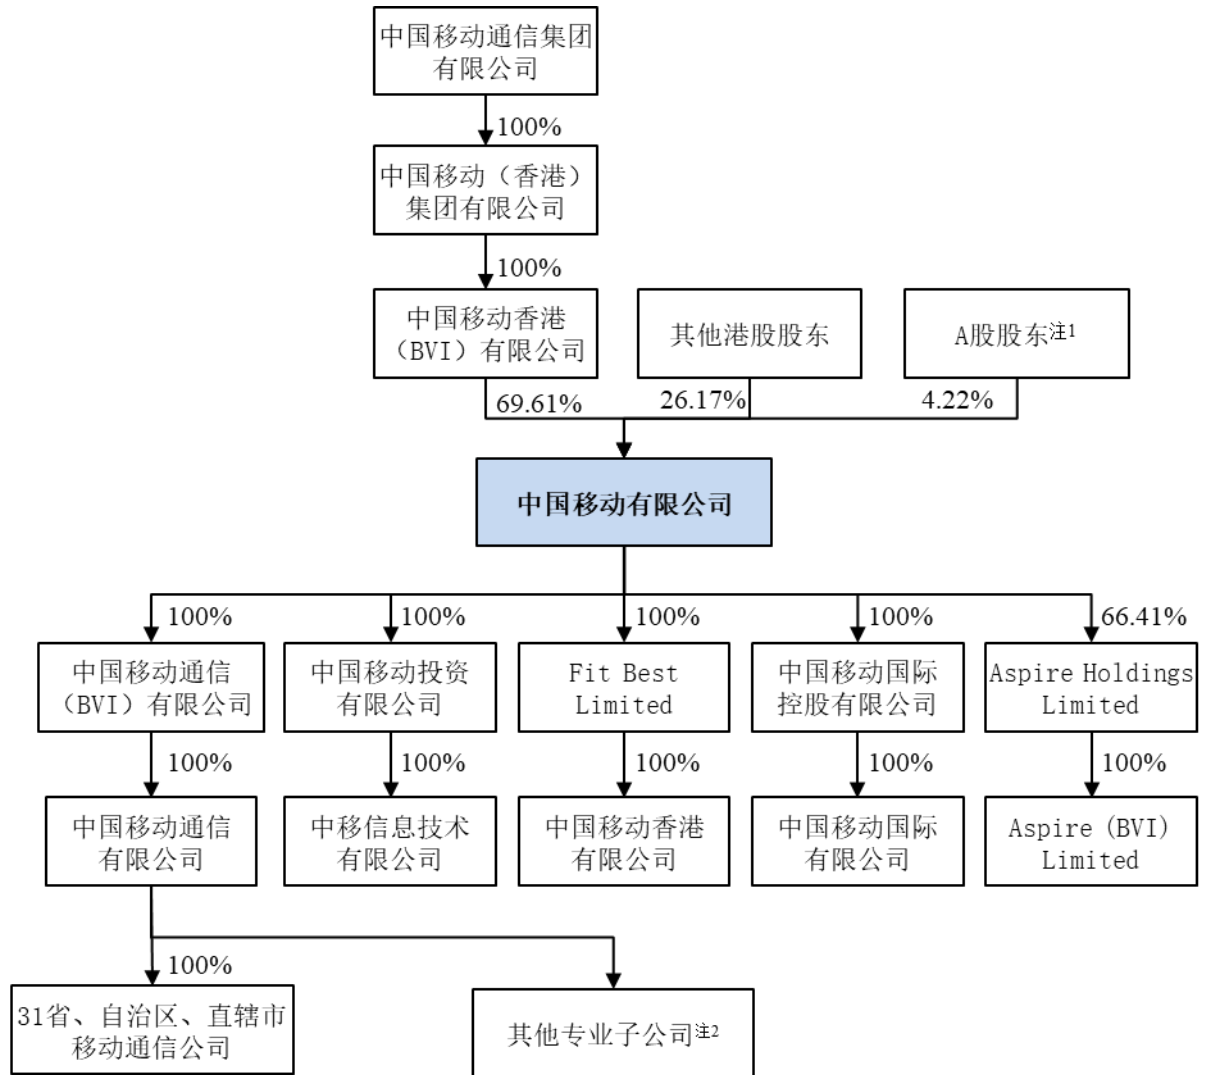 中国移动通信集团
有限公司
100%
中国移动（香港）
集团有限公司
100%
中国移动香港
（BVI）有限公司
其他港股股东
A股股东注1
69.61%
26.17%
4.22%
中国移动有限公司
100%
100%
100%
100%
66.41%
中国移动通信
（BVI）有限公司
中国移动投资
有限公司
Fit Best
Limited
中国移动国际
控股有限公司
Aspire Holdings
Limited
100%
100%
100%
100%
100%
中国移动通信
有限公司
中移信息技术
有限公司
中国移动香港
有限公司
中国移动国际
有限公司
Aspire (BVI)
Limited
100%
31省、自治区、直辖市
移动通信公司
其他专业子公司注2